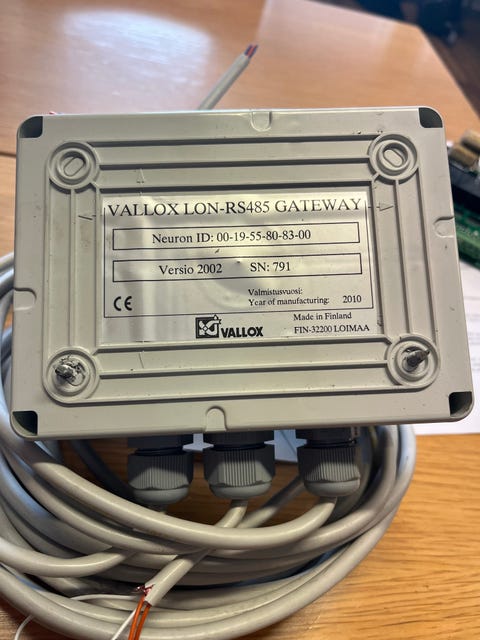 VALLOX LON-RS485 GATEWAY
Neuron ID: 00-19-55-80-83-00
Versio 2002 SN: 791
Valmistusvuosi:
Year of manufacturing: 2010
CE
Made in Finland
VALLOX
FIN-32200 LOIMAA